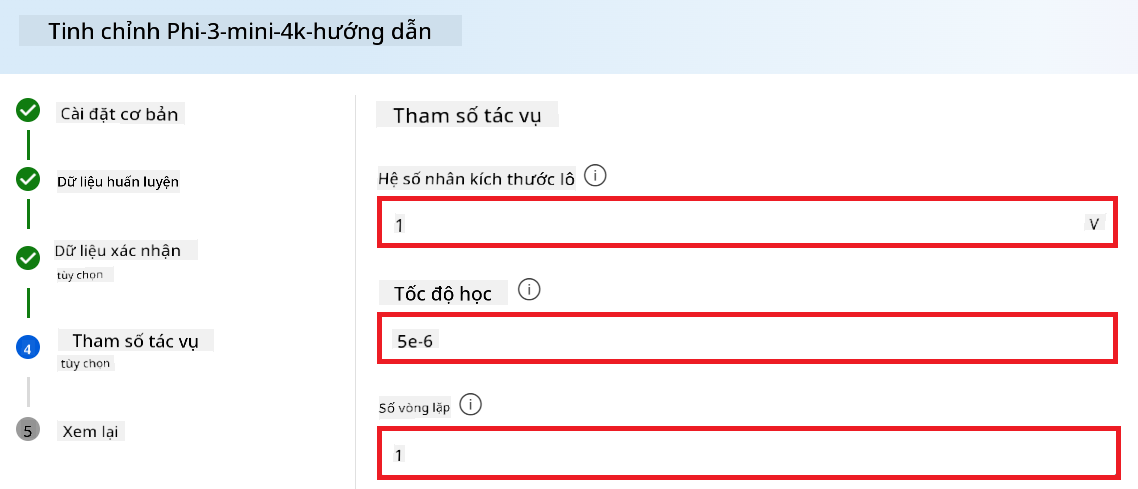 Tinh chỉnh Phi-3-mini-4k-hướng dẫn
Cài đặt cơ bản
Dữ liệu huấn luyện
Dữ liệu xác nhận
tùy chọn
4
Tham số tác vụ
tùy chọn
5
Xem lại
Tham số tác vụ
Hệ số nhân kích thước lô
1
V
Tốc độ học
5e-6
Số vòng lặp
1